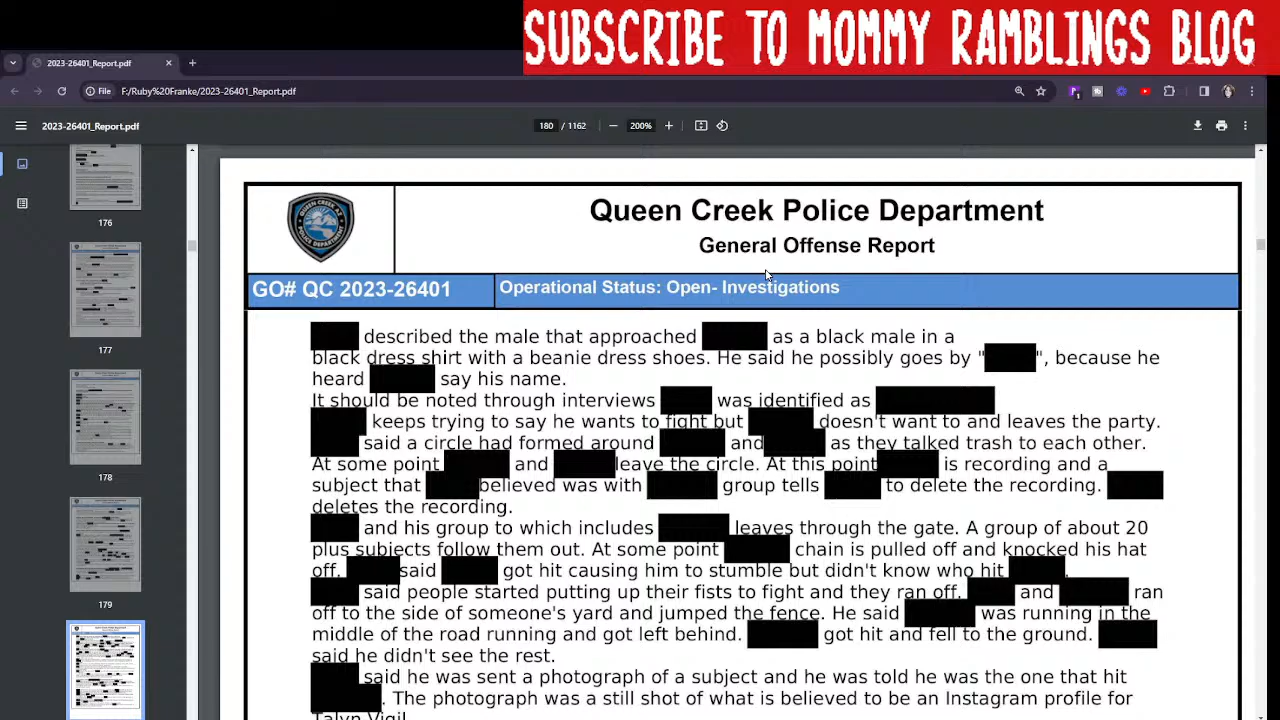 SUBSCRIBE TO MOMMY RAMBLINGS BLOG
2023-26401_Report.pdf
File F:/Ruby%20Franke/2023-26401_Report.pdf
2023-26401_Report.pdf 180 / 1162 200%
176
177
178
179
Queen Creek Police Department
General Offense Report
GO# QC 2023-26401 Operational Status: Open- Investigations
described the male that approached as a black male in a
black dress shirt with a beanie dress shoes. He said he possibly goes by " ", because he
heard say his name.
It should be noted through interviews was identified as
keeps trying to say he wants to fight but doesn't want to and leaves the party.
said a circle had formed around and as they talked trash to each other.
At some point and leave the circle. At this point is recording and a
subject that believed was with group tells to delete the recording.
deletes the recording.
and his group to which includes leaves through the gate. A group of about 20
plus subjects follow them out. At some point chain is pulled off and knocked his hat
off. said got hit causing him to stumble but didn't know who hit .
said people started putting up their fists to fight and they ran off. and ran
off to the side of someone's yard and jumped the fence. He said was running in the
middle of the road running and got left behind. got hit and fell to the ground.
said he didn't see the rest.
said he was sent a photograph of a subject and he was told he was the one that hit
. The photograph was a still shot of what is believed to be an Instagram profile for
Talyn Vigil